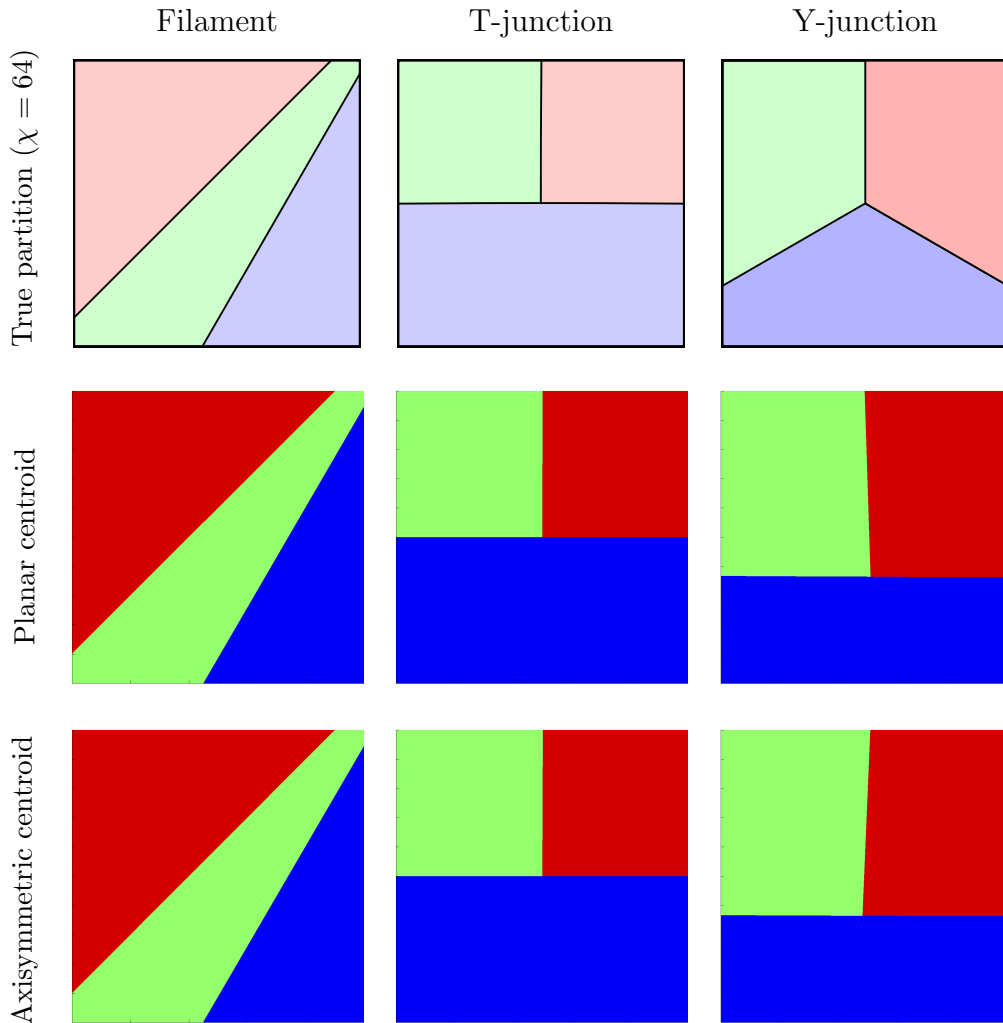 Filament
T-junction
Y-junction
True partition (χ = 64)
Planar centroid
Axisymmetric centroid